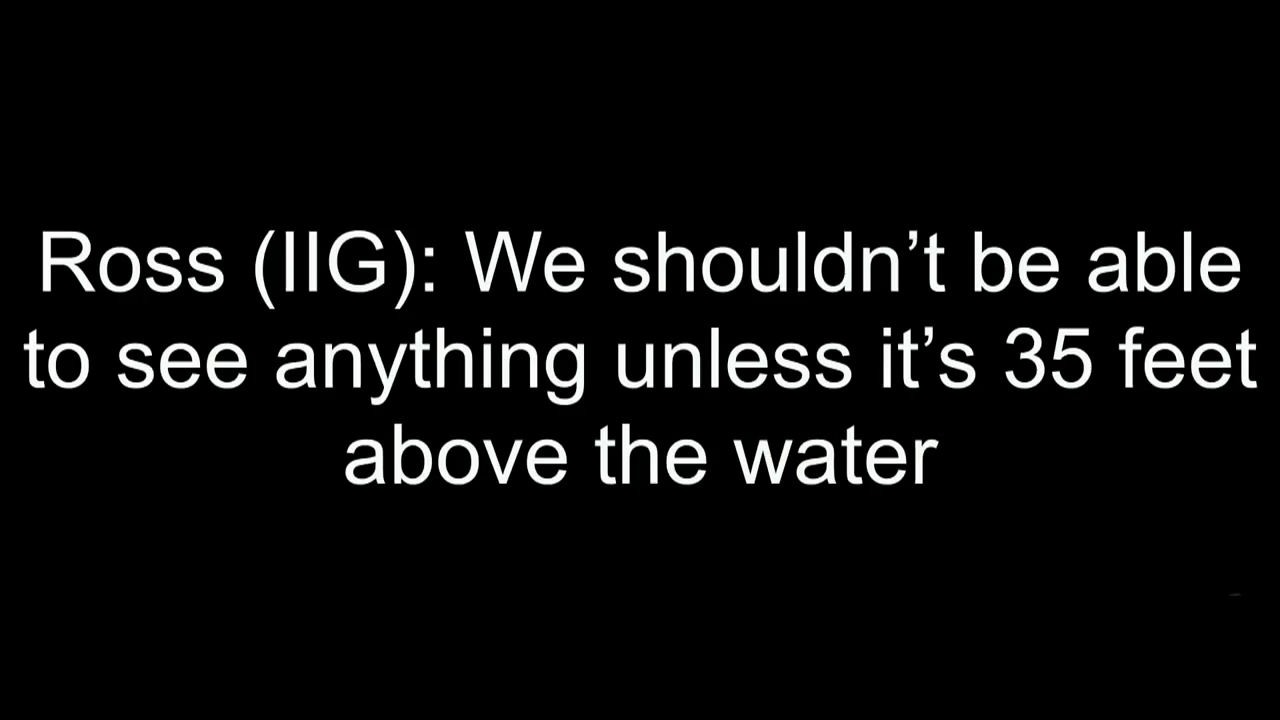 Ross (IIG): We shouldn’t be able
to see anything unless it’s 35 feet
above the water